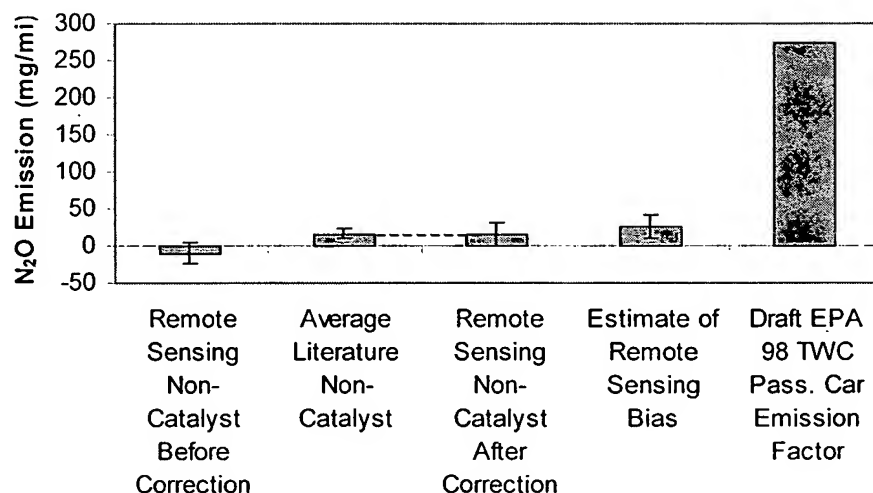 300
250
200
150
100
50
0
-50
N₂O Emission (mg/mi)
Remote
Sensing
Non-
Catalyst
Before
Correction
Average
Literature
Non-
Catalyst
Remote
Sensing
Non-
Catalyst
After
Correction
Estimate of
Remote
Sensing
Bias
Draft EPA
98 TWC
Pass. Car
Emission
Factor